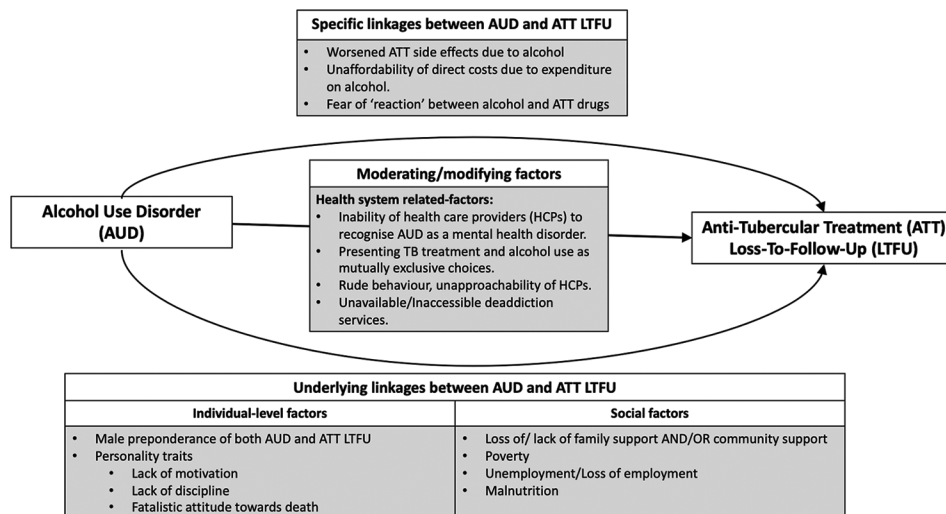 Specific linkages between AUD and ATT LTFU
• Worsened ATT side effects due to alcohol
• Unaffordability of direct costs due to expenditure
on alcohol.
• Fear of ‘reaction’ between alcohol and ATT drugs
Alcohol Use Disorder
(AUD)
Moderating/modifying factors
Health system related-factors:
• Inability of health care providers (HCPs) to
recognise AUD as a mental health disorder.
• Presenting TB treatment and alcohol use as
mutually exclusive choices.
• Rude behaviour, unapproachability of HCPs.
• Unavailable/Inaccessible deaddiction
services.
Anti-Tubercular Treatment (ATT)
Loss-To-Follow-Up (LTFU)
Underlying linkages between AUD and ATT LTFU
Individual-level factors
• Male preponderance of both AUD and ATT LTFU
• Personality traits
• Lack of motivation
• Lack of discipline
• Fatalistic attitude towards death
Social factors
• Loss of/ lack of family support AND/OR community support
• Poverty
• Unemployment/Loss of employment
• Malnutrition